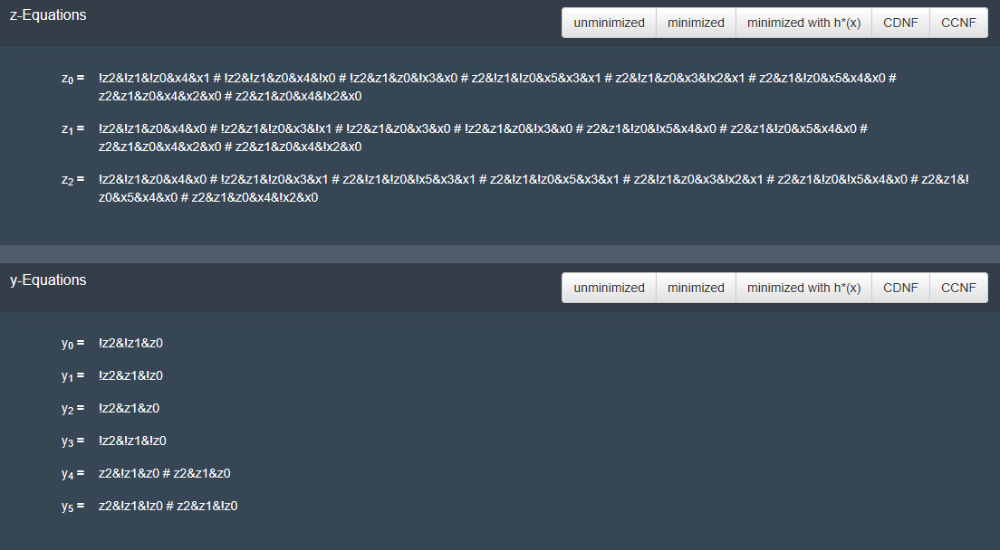 z-Equations
unminimized minimized minimized with h*(x) CDNF CCNF
z0 = !z2&!z1&!z0&x4&x1 # !z2&!z1&z0&x4&!x0 # !z2&z1&z0&!x3&x0 # z2&!z1&!z0&x5&x3&x1 # z2&!z1&z0&x3&!x2&x1 # z2&z1&!z0&x5&x4&x0 #
z2&z1&z0&x4&x2&x0 # z2&z1&z0&x4&!x2&x0
z1 = !z2&!z1&z0&x4&x0 # !z2&z1&!z0&x3&!x1 # !z2&z1&z0&x3&x0 # !z2&z1&z0&!x3&x0 # z2&z1&!z0&!x5&x4&x0 # z2&z1&!z0&x5&x4&x0 #
z2&z1&z0&x4&x2&x0 # z2&z1&z0&x4&!x2&x0
z2 = !z2&!z1&z0&x4&x0 # !z2&z1&!z0&x3&x1 # z2&!z1&!z0&!x5&x3&x1 # z2&!z1&!z0&x5&x3&x1 # z2&!z1&z0&x3&!x2&x1 # z2&z1&!z0&!x5&x4&x0 # z2&z1&!
z0&x5&x4&x0 # z2&z1&z0&x4&!x2&x0
y-Equations
unminimized minimized minimized with h*(x) CDNF CCNF
y0 = !z2&!z1&z0
y1 = !z2&z1&!z0
y2 = !z2&z1&z0
y3 = !z2&!z1&!z0
y4 = z2&!z1&z0 # z2&z1&z0
y5 = z2&!z1&!z0 # z2&z1&!z0